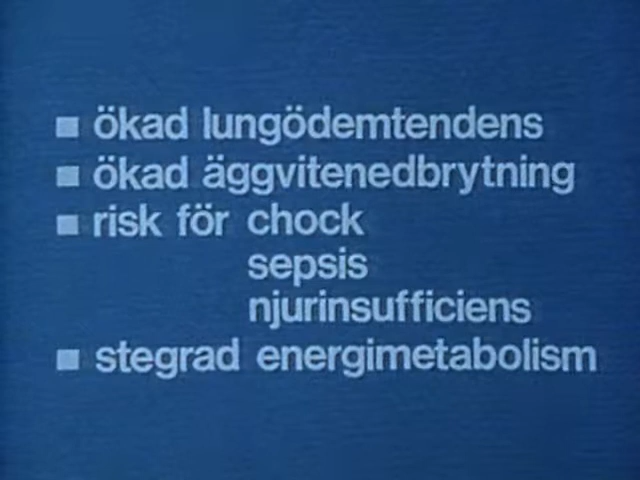 ökad lungödemtendens
ökad äggvitenedbrytning
risk för chock
sepsis
njurinsufficiens
stegrad energimetabolism